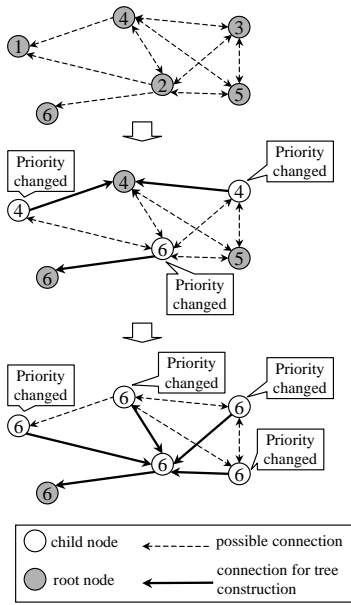 4
3
1
2
5
6
Priority
changed
Priority
changed
4
4
4
6
5
6
Priority
changed
Priority
changed
Priority
changed
Priority
changed
6
6
6
6
6
6
Priority
changed
child node
possible connection
root node
connection for tree
construction